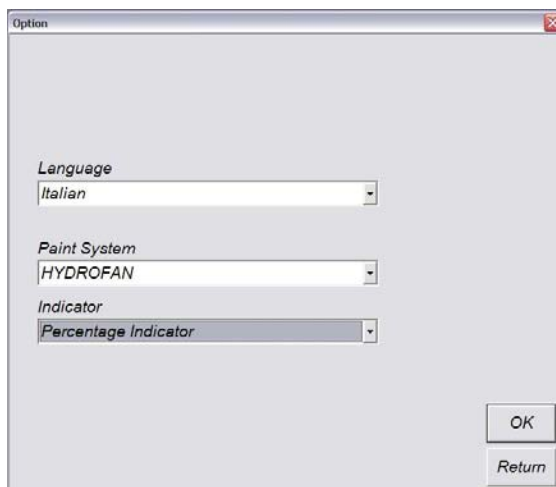 Option
Language
Italian
Paint System
HYDROFAN
Indicator
Percentage Indicator
OK
Return